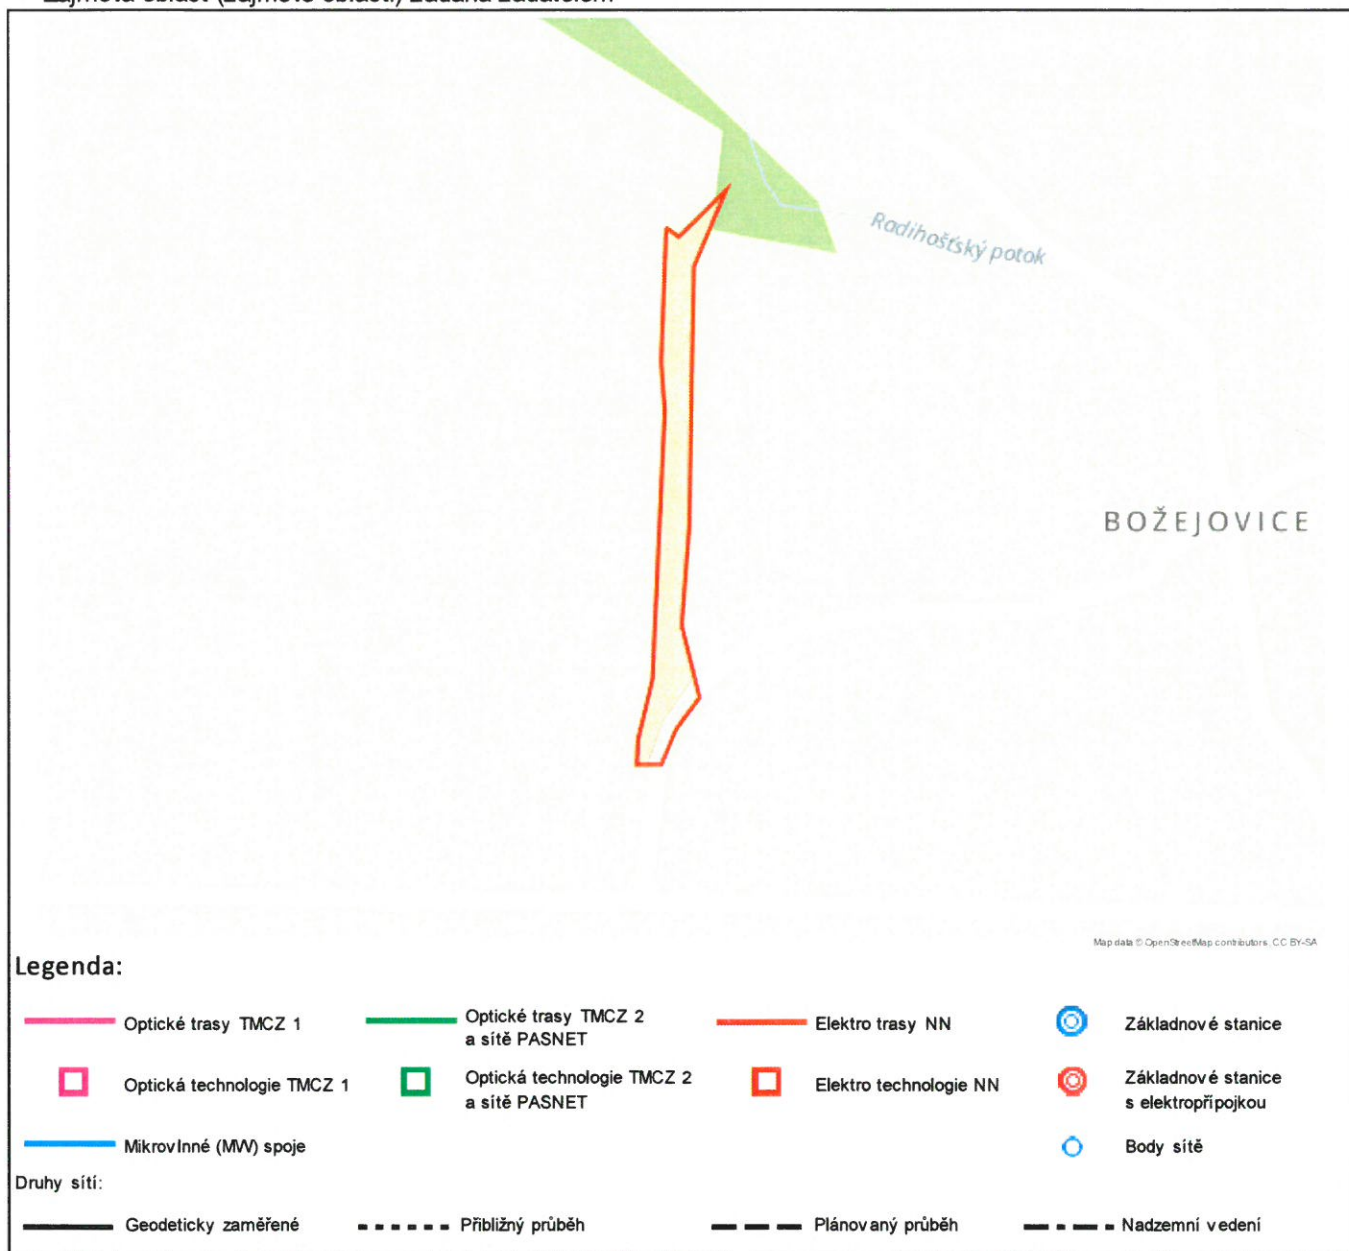 Radihošťský potok
BOŽEJOVICE
Map data © OpenStreetMap contributors, CC BY-SA
Legenda:
Optické trasy TMCZ 1
Optické trasy TMCZ 2
a sítě PASNET
Elektro trasy NN
Základnové stanice
Optická technologie TMCZ 1
Optická technologie TMCZ 2
a sítě PASNET
Elektro technologie NN
Základnové stanice
s elektropřípojkou
Mikrovlnné (MW) spoje
Body sítě
Druhy sítí:
Geodeticky zaměřené
Přibližný průběh
Plánovaný průběh
Nadzemní vedení